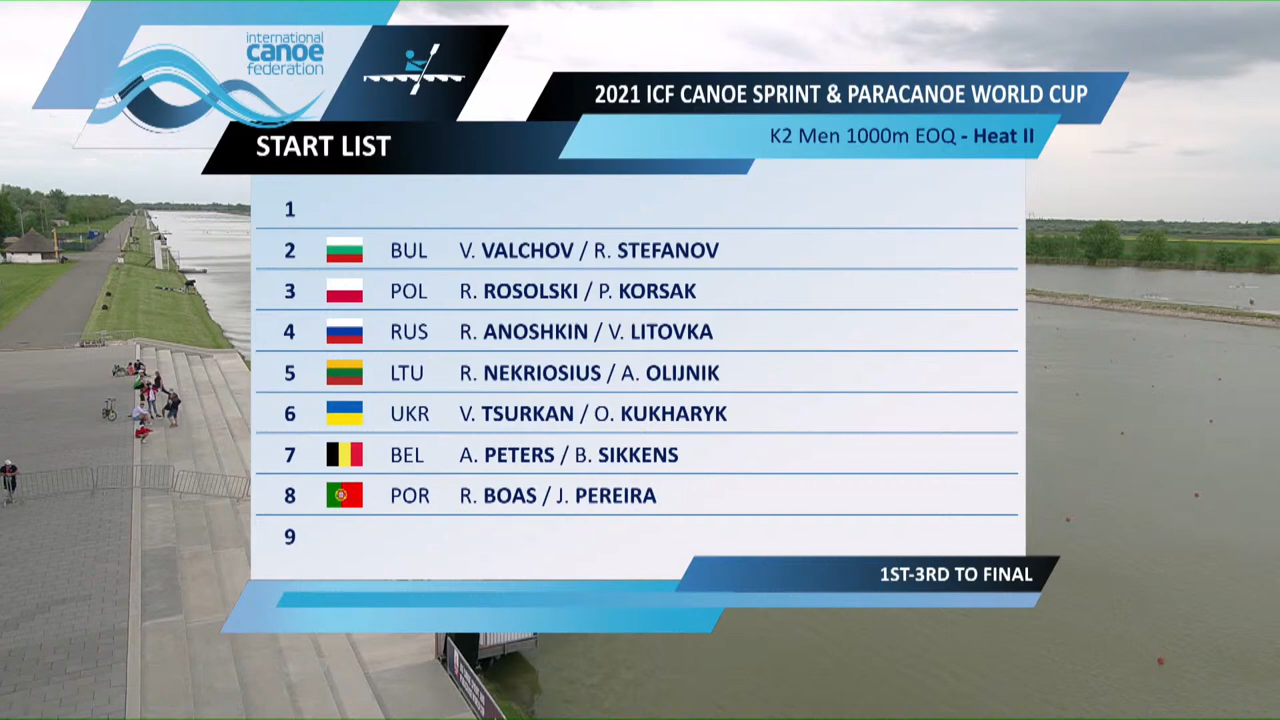 international
canoe
federation
2021 ICF CANOE SPRINT & PARACANOE WORLD CUP
K2 Men 1000m EOQ - Heat II
START LIST
1
2 BUL V. VALCHOV / R. STEFANOV
3 POL R. ROSOLSKI / P. KORSAK
4 RUS R. ANOSHKIN / V. LITOVKA
5 LTU R. NEKRIOSIUS / A. OLIJNIK
6 UKR V. TSURKAN / O. KUKHARYK
7 BEL A. PETERS / B. SIKKENS
8 POR R. BOAS / J. PEREIRA
9
1ST-3RD TO FINAL